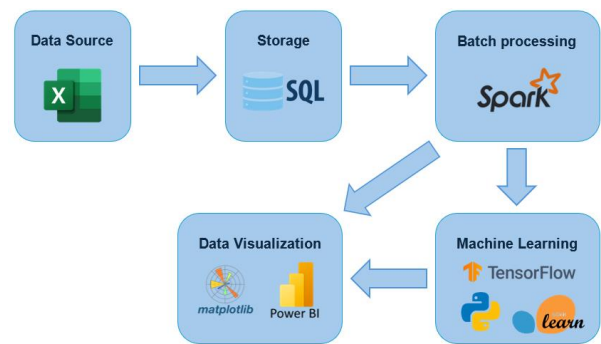 Data Source
X
Storage
SQL
Batch processing
Spark
Data Visualization
matplotlib
Power BI
Machine Learning
TensorFlow
learn